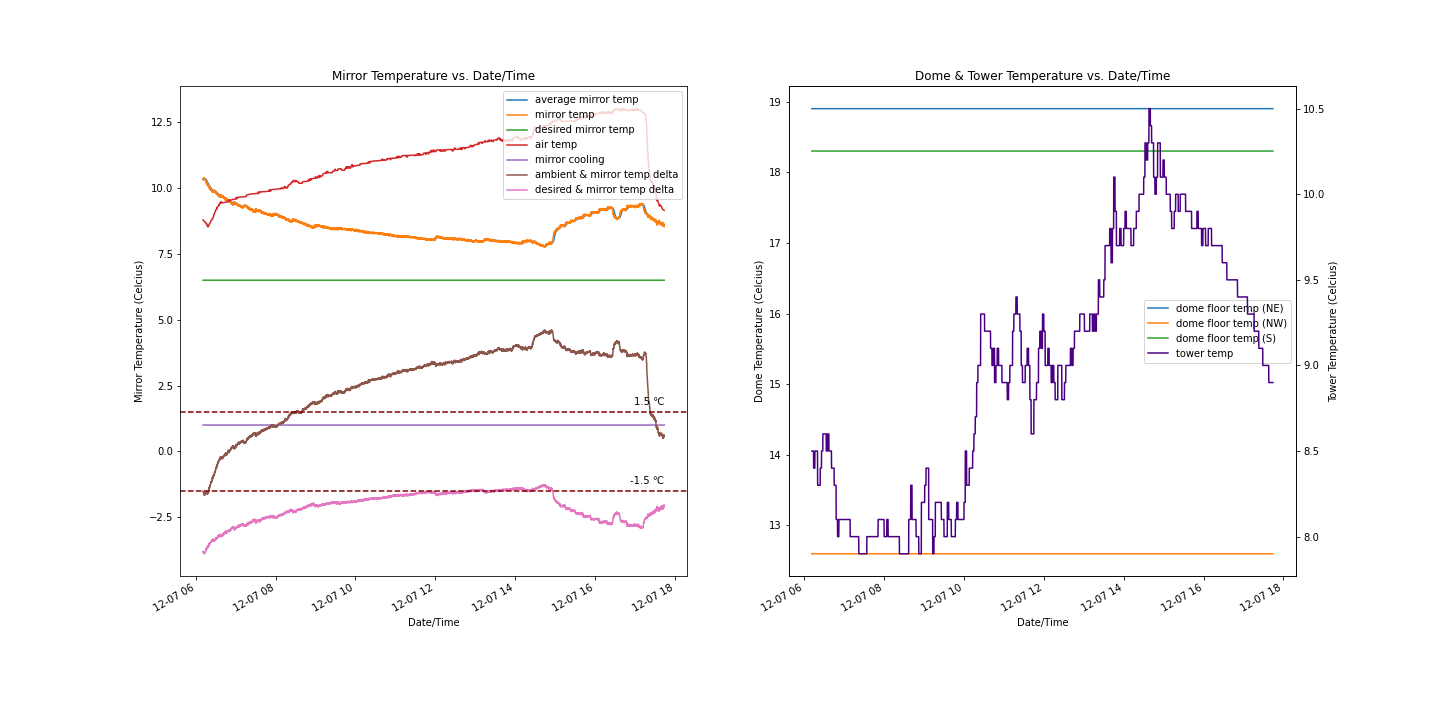 Mirror Temperature vs. Date/Time
Mirror Temperature (Celcius)
12.5
10.0
7.5
5.0
2.5
0.0
−2.5
average mirror temp
mirror temp
desired mirror temp
air temp
mirror cooling
ambient & mirror temp delta
desired & mirror temp delta
1.5 °C
-1.5 °C
12-07 06
12-07 08
12-07 10
12-07 12
12-07 14
12-07 16
12-07 18
Date/Time
Dome & Tower Temperature vs. Date/Time
Dome Temperature (Celcius)
19
18
17
16
15
14
13
dome floor temp (NE)
dome floor temp (NW)
dome floor temp (S)
tower temp
10.5
10.0
9.5
9.0
8.5
8.0
Tower Temperature (Celcius)
12-07 06
12-07 08
12-07 10
12-07 12
12-07 14
12-07 16
12-07 18
Date/Time